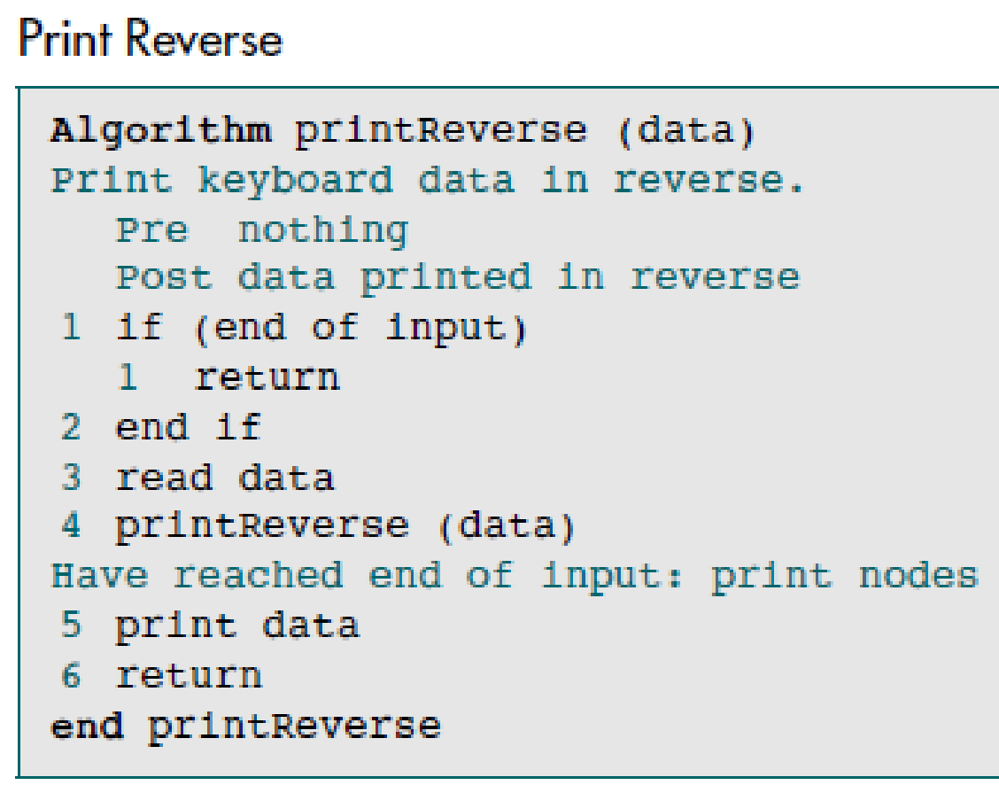 Print Reverse
Algorithm printReverse (data)
Print keyboard data in reverse.
Pre nothing
Post data printed in reverse
1 if (end of input)
1 return
2 end if
3 read data
4 printReverse (data)
Have reached end of input: print nodes
5 print data
6 return
end printReverse